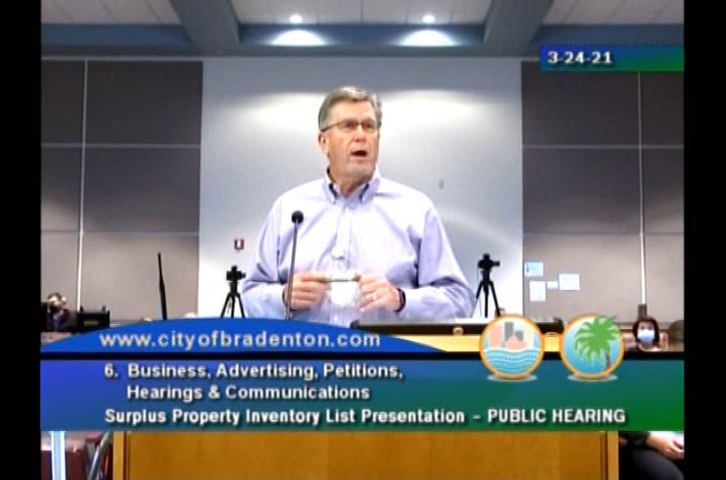 3-24-21
www.cityofbradenton.com
6. Business, Advertising, Petitions,
Hearings & Communications
Surplus Property Inventory List Presentation – PUBLIC HEARING